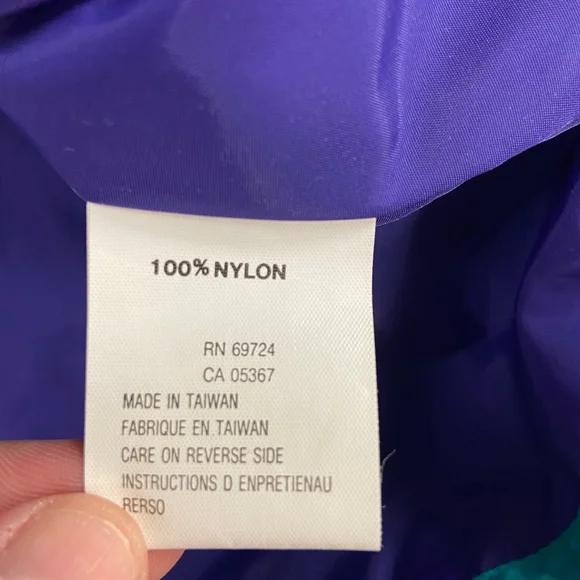 100% NYLON
RN 69724
CA 05367
MADE IN TAIWAN
FABRIQUE EN TAIWAN
CARE ON REVERSE SIDE
INSTRUCTIONS D ENPRETIENAU
RERSO